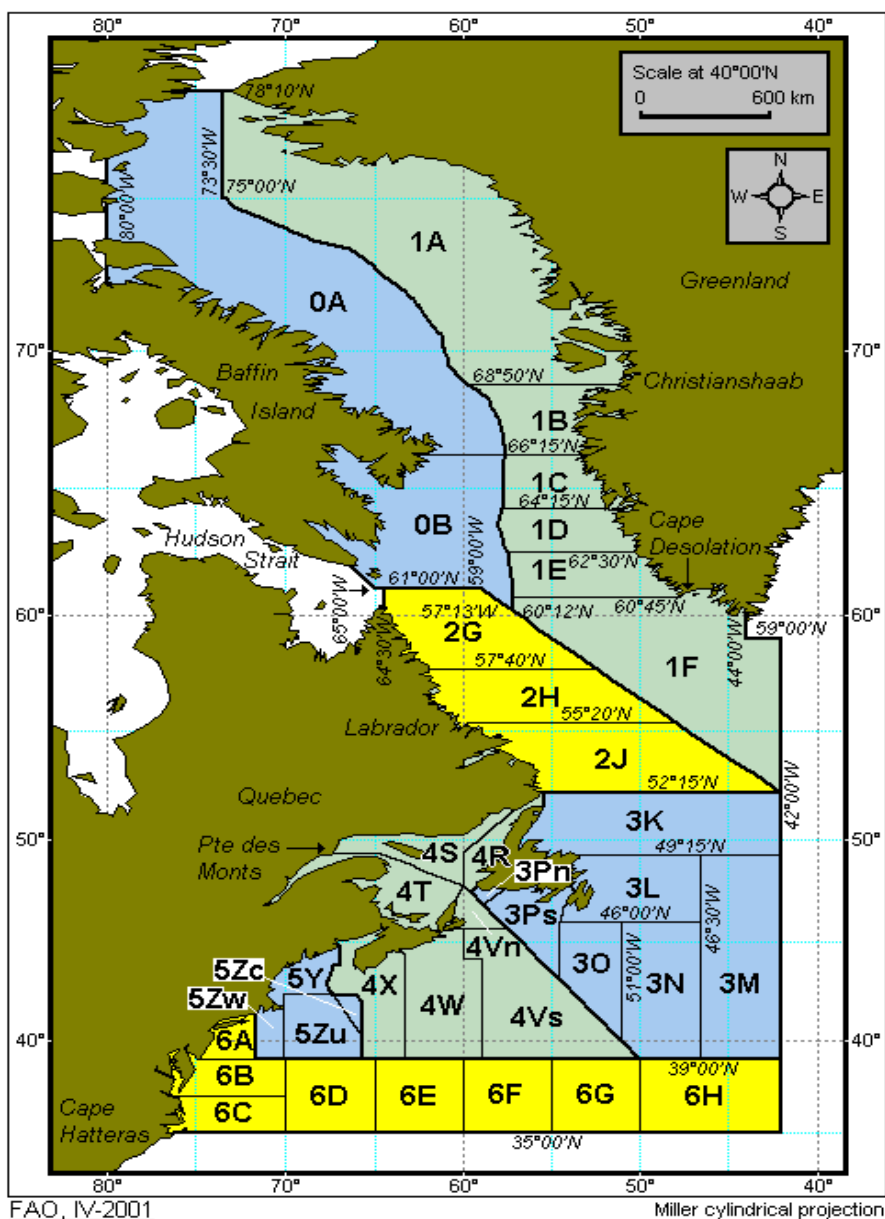 80° 70° 60° 50° 40°
Scale at 40°00'N
0 600 km
78°10'N
73°30'W
75°00'N
80°00'W
N
W E
S
1A
0A
Greenland
70° 70°
Baffin
Island
68°50'N
Christianshaab
1B
66°15'N
1C
64°15'N
0B
1D
Cape
Desolation
Hudson
Strait
59°00'W
62°30'N
1E
61°00'N
65°00'W
60°45'N
60° 60°
57°13'W
60°12'N
59°00'N
2G
64°30'W
44°00'W
57°40'N
1F
2H
55°20'N
Labrador
2J
52°15'N
42°00'W
Quebec
3K
50° 50°
49°15'N
Pte des
Monts
4S
4R
3Pn
4T
3L
3Ps
46°00'N
46°30'W
4Vn
5Zc
5Y
4X
3O
51°00'W
3N
3M
5Zw
4W
4Vs
5Zu
40° 40°
6A
39°00'N
6B
6D
6E
6F
6G
6H
6C
Cape
Hatteras
35°00'N
80° 70° 60° 50° 40°
FAO, IV-2001
Miller cylindrical projection